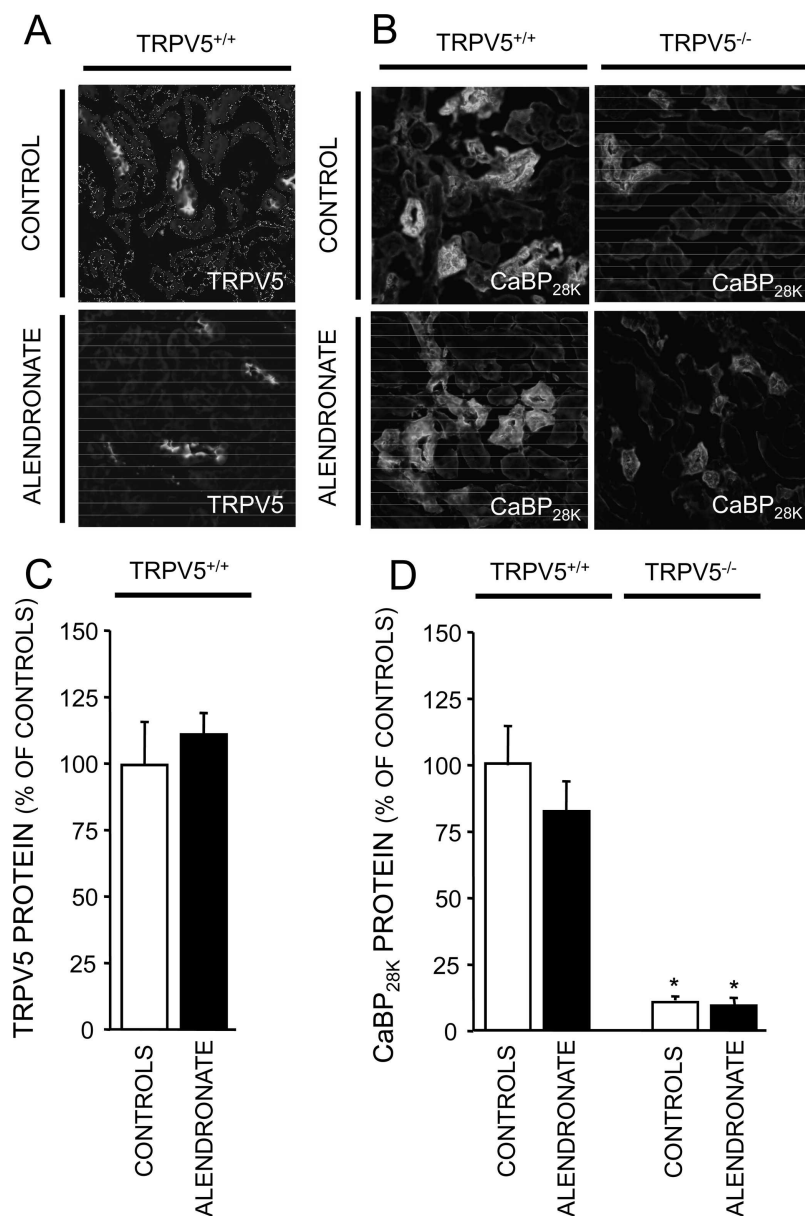 A
TRPV5+/+
CONTROL
TRPV5
ALENDRONATE
TRPV5
B
TRPV5+/+
TRPV5-/-
CONTROL
CaBP28K
CaBP28K
ALENDRONATE
CaBP28K
CaBP28K
C
TRPV5+/+
TRPV5 PROTEIN (% OF CONTROLS)
150
125
100
75
50
25
0
CONTROLS
ALENDRONATE
D
TRPV5+/+
TRPV5-/-
CaBP28K PROTEIN (% OF CONTROLS)
150
125
100
75
50
25
0
*
*
CONTROLS
ALENDRONATE
CONTROLS
ALENDRONATE